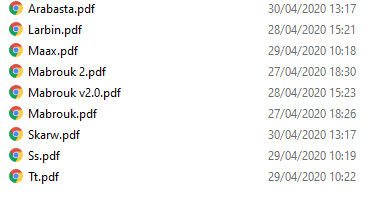 Arabasta.pdf 30/04/2020 13:17
Larbin.pdf 28/04/2020 15:21
Maax.pdf 29/04/2020 10:18
Mabrouk 2.pdf 27/04/2020 18:30
Mabrouk v2.0.pdf 28/04/2020 15:23
Mabrouk.pdf 27/04/2020 18:26
Skarw.pdf 30/04/2020 13:17
Ss.pdf 29/04/2020 10:19
Tt.pdf 29/04/2020 10:22